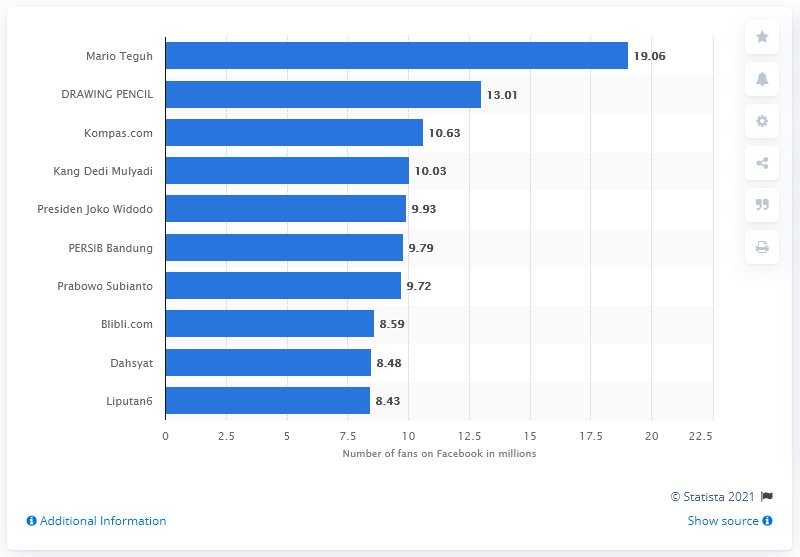 Mario Teguh 19.06
DRAWING PENCIL 13.01
Kompas.com 10.63
Kang Dedi Mulyadi 10.03
Presiden Joko Widodo 9.93
PERSIB Bandung 9.79
Prabowo Subianto 9.72
Blibli.com 8.59
Dahsyat 8.48
Liputan6 8.43
0 2.5 5 7.5 10 12.5 15 17.5 20 22.5
Number of fans on Facebook in millions
© Statista 2021
Additional Information Show source